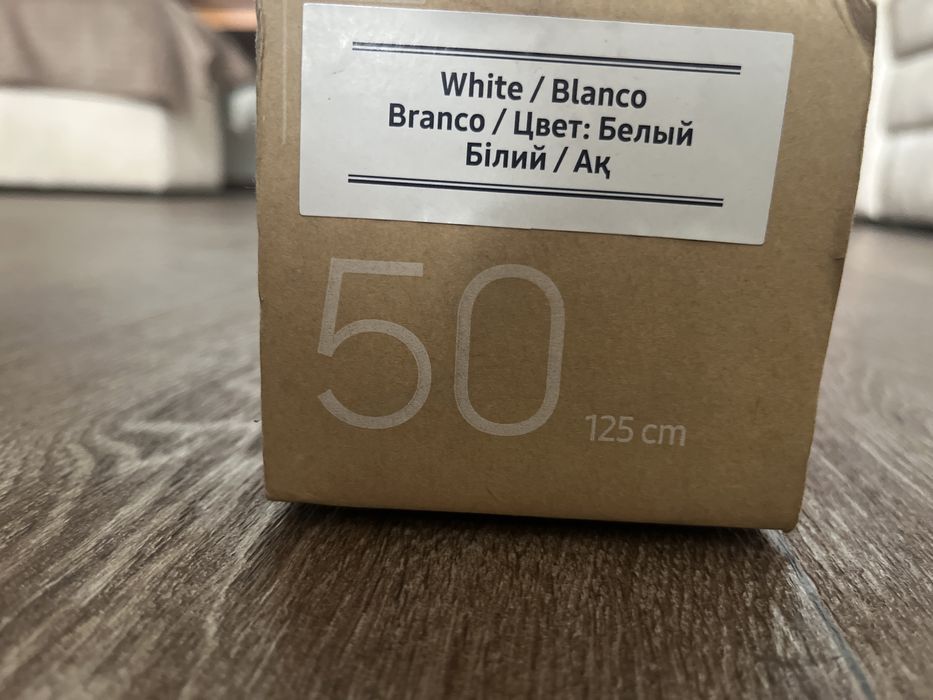 White / Blanco
Branco / Цвет: Белый
Білий / Ақ
50
125 cm